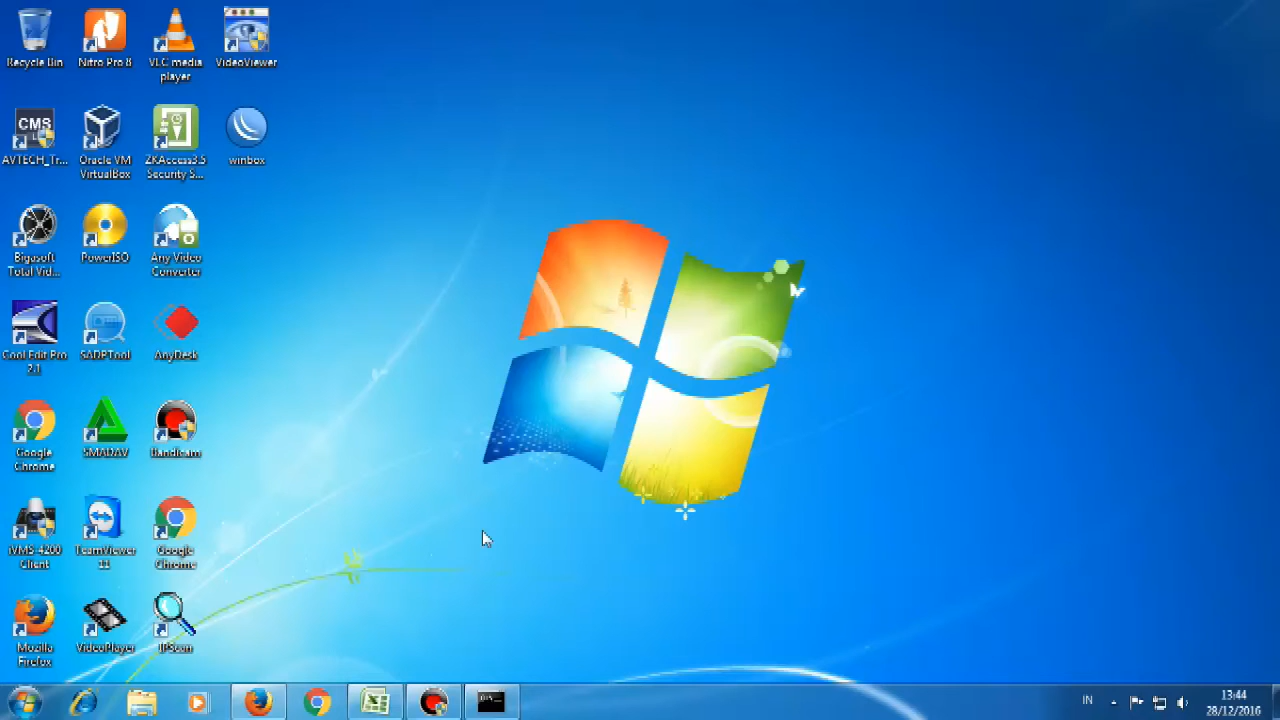 Recycle Bin
Nitro Pro 8
VLC media
player
VideoViewer
CMS
L
AVTECH_Tr...
Oracle VM
VirtualBox
ZKAccess3.5
Security S...
winbox
Bigasoft
Total Vid...
PowerISO
Any Video
Converter
Cool Edit Pro
2.1
SADPTool
AnyDesk
Google
Chrome
SMADAV
Bandicam
iVMS-4200
Client
TeamViewer
11
Google
Chrome
Mozilla
Firefox
VideoPlayer
IPScan
IN
13:44
28/12/2016